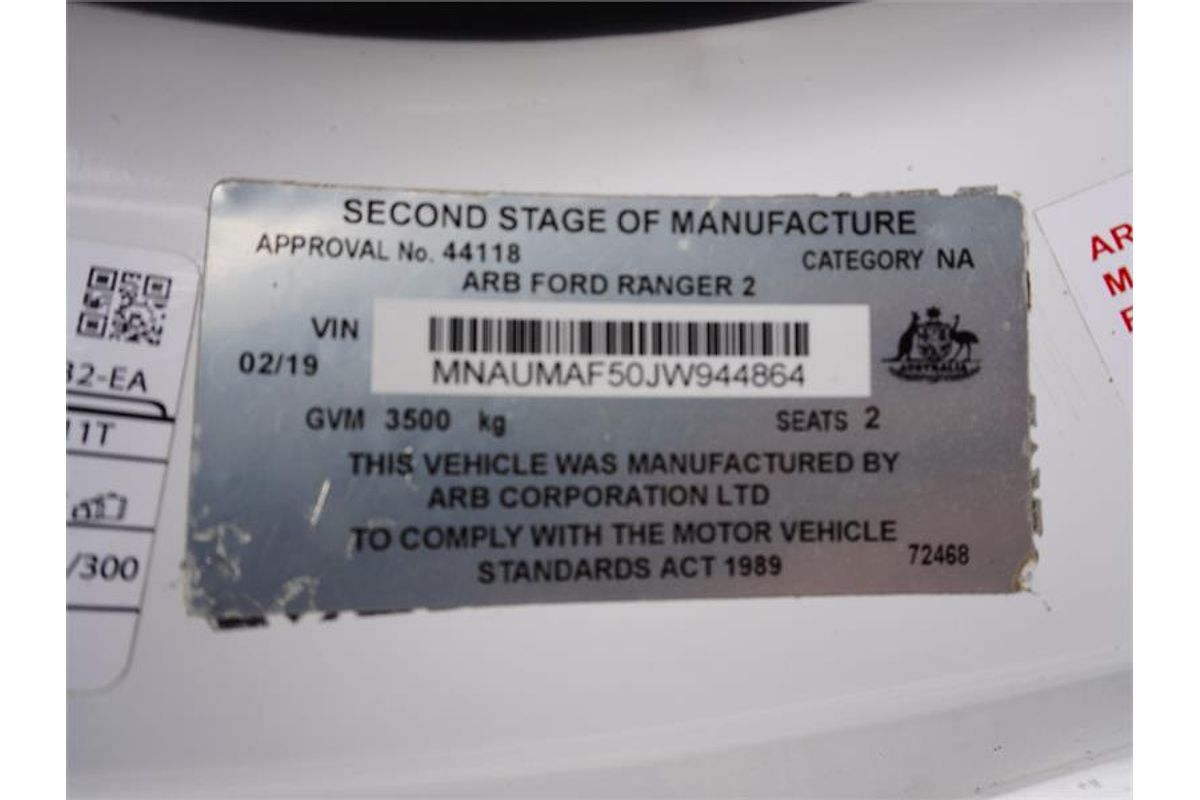 SECOND STAGE OF MANUFACTURE
APPROVAL No. 44118
CATEGORY NA
ARB FORD RANGER 2
VIN
02/19
MNAUMAF50JW944864
AUSTRALIA
GVM 3500 kg
SEATS 2
THIS VEHICLE WAS MANUFACTURED BY
ARB CORPORATION LTD
TO COMPLY WITH THE MOTOR VEHICLE
STANDARDS ACT 1989
72468
32-EA
11T
/300
AR
M